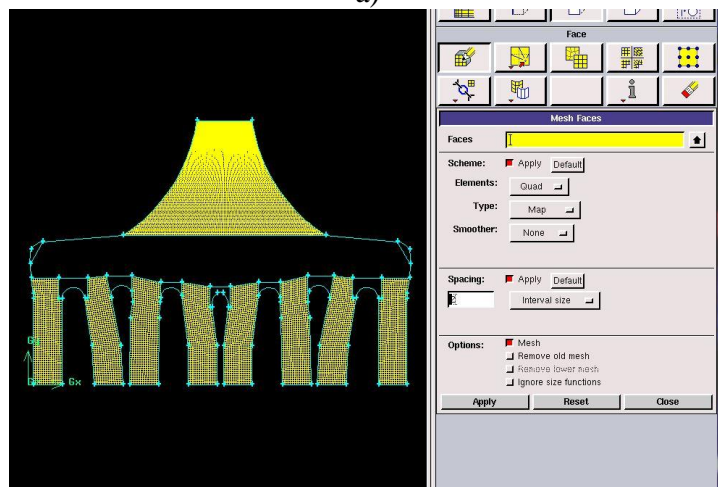 a)
Face
Mesh Faces
Faces
Scheme: Apply Default
Elements: Quad
Type: Map
Smoother: None
Spacing: Apply Default
Interval size
Options: Mesh
Remove old mesh
Remove lower mesh
Ignore size functions
Apply Reset Close
Gy
Gx